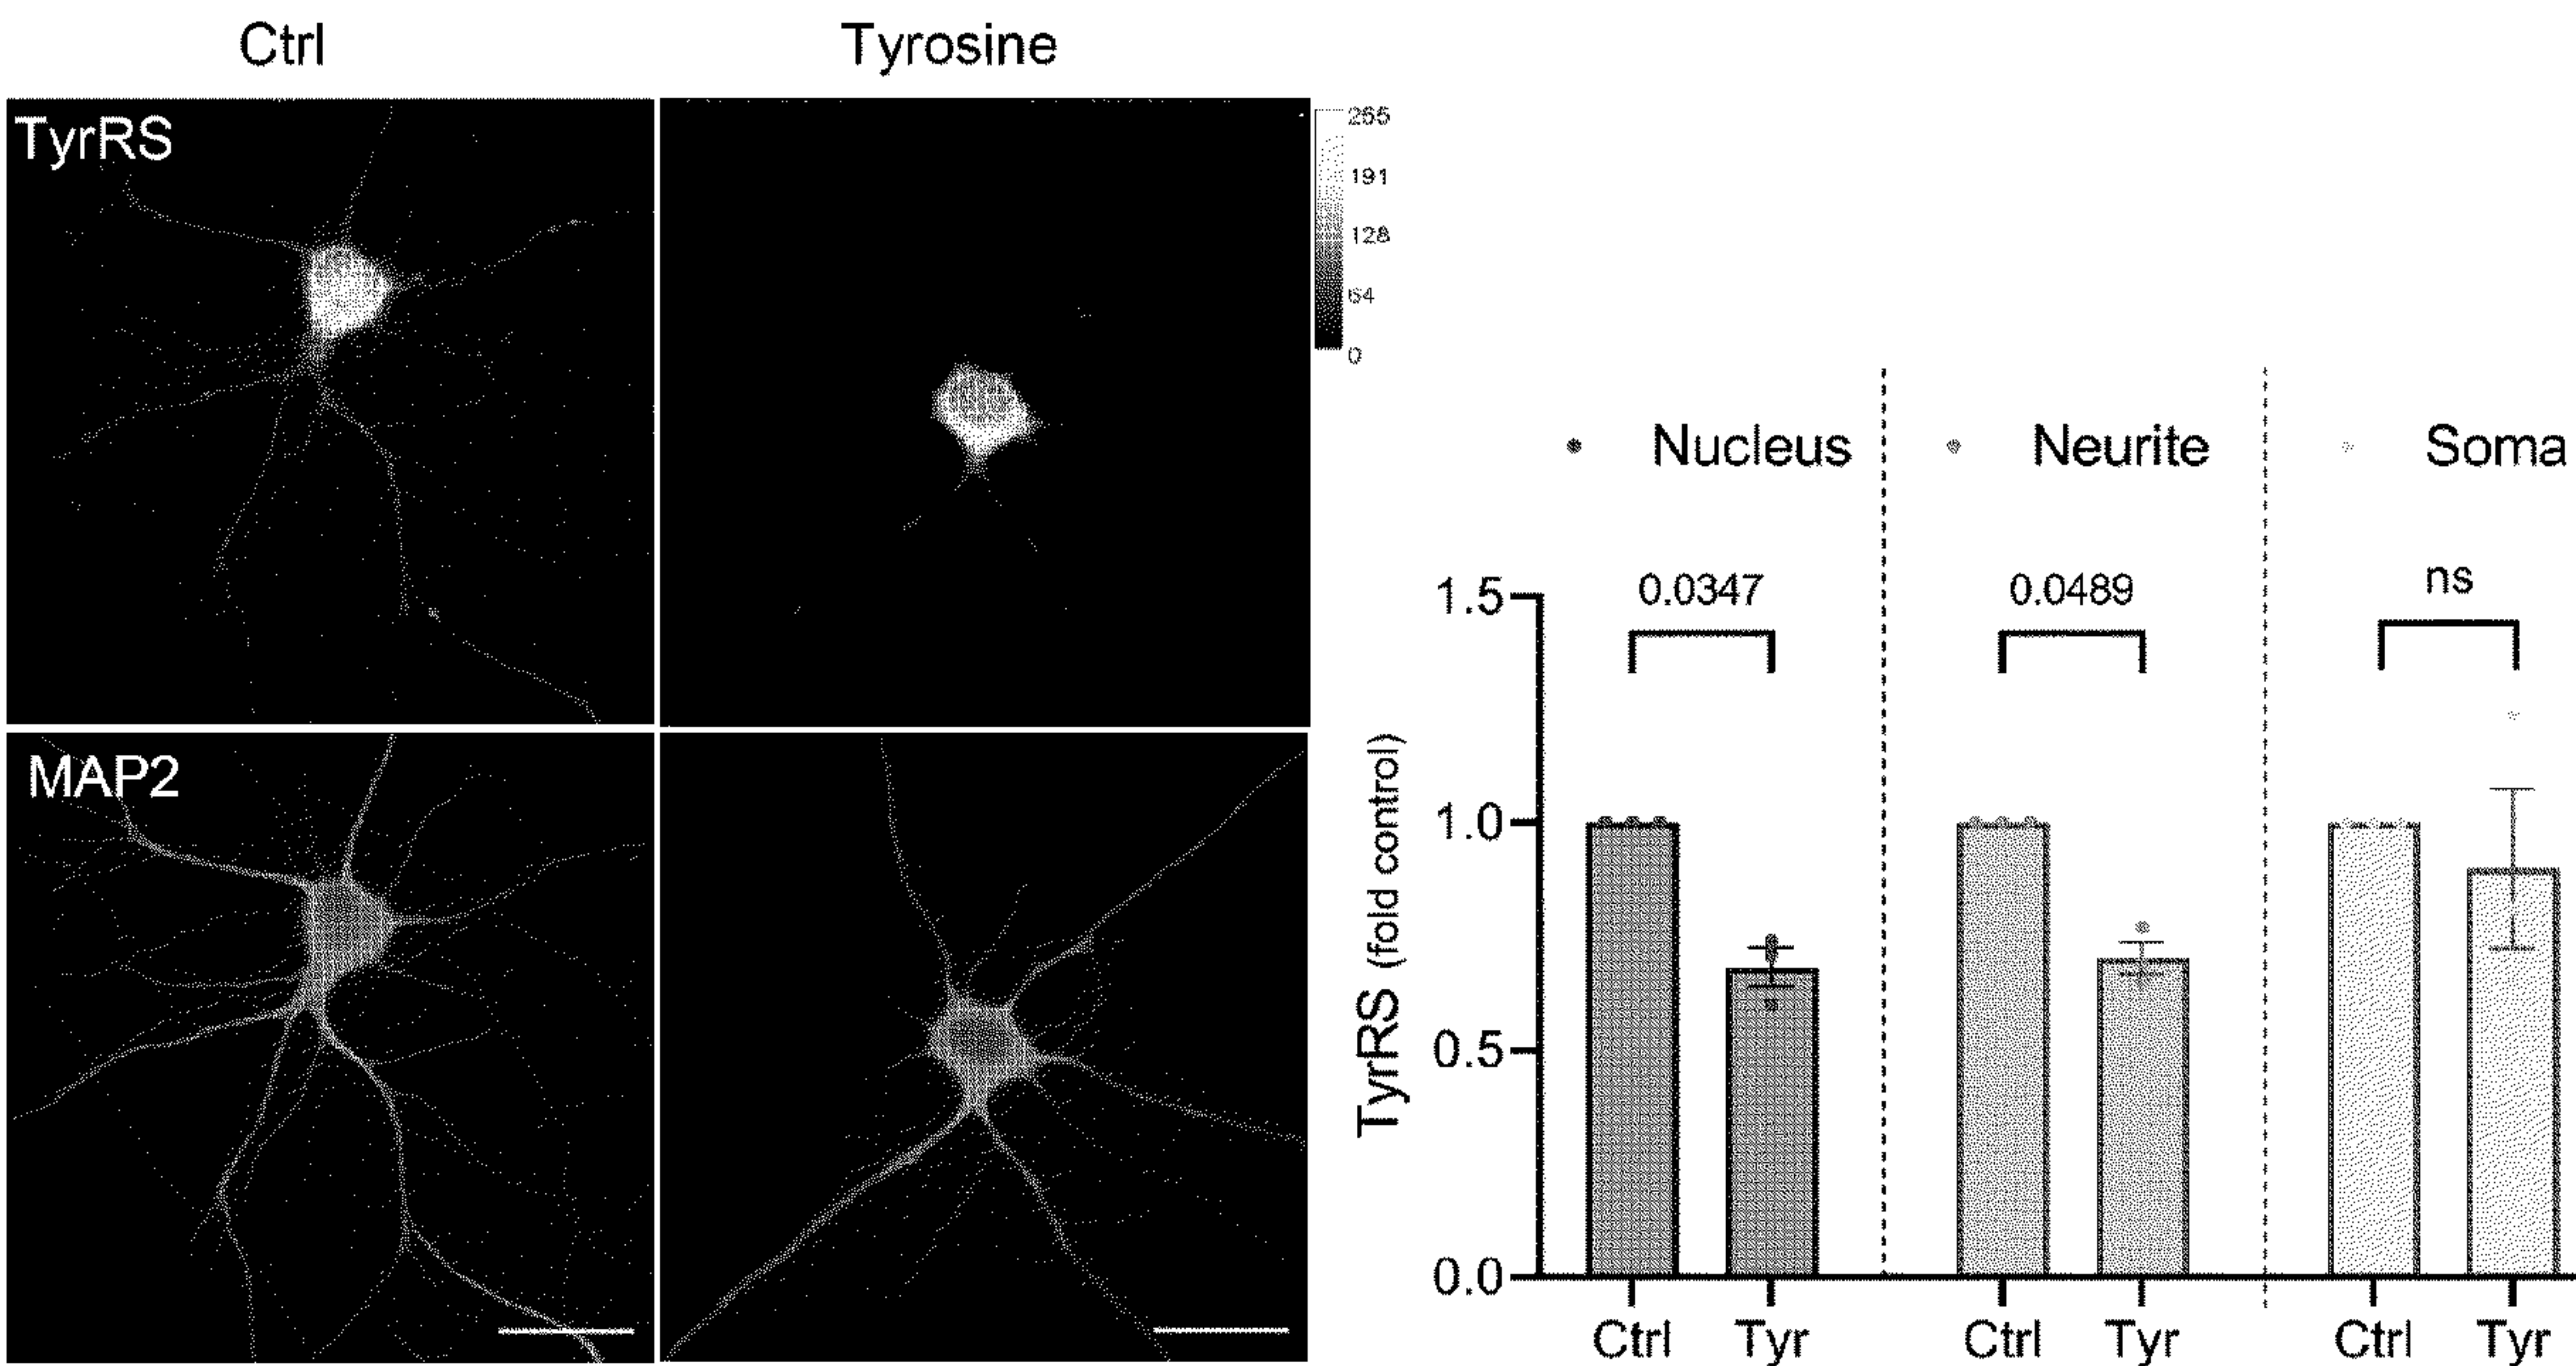 Ctrl
Tyrosine
TyrRS
255
191
128
64
0
MAP2
Nucleus
Neurite
Soma
0.0347
0.0489
ns
TyrRS (fold control)
1.5
1.0
0.5
0.0
Ctrl Tyr Ctrl Tyr Ctrl Tyr